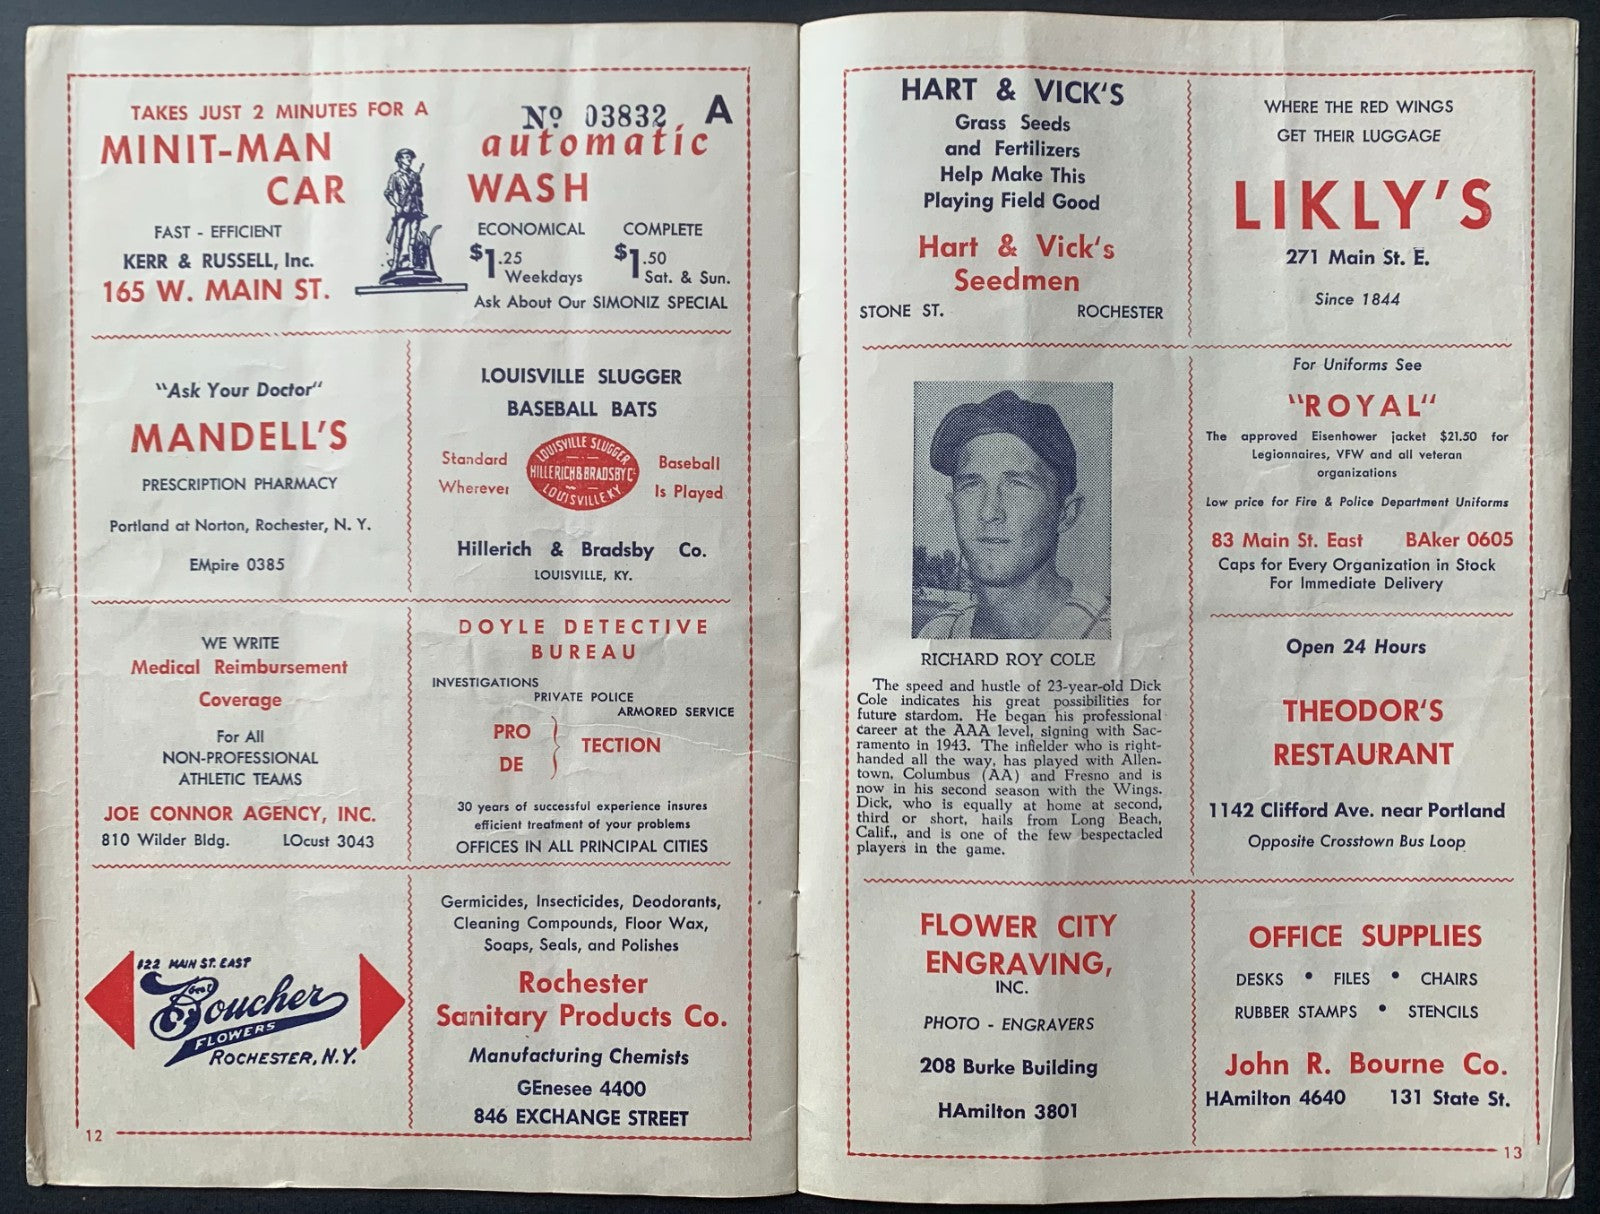 TAKES JUST 2 MINUTES FOR A
No 03832 A
MINIT-MAN automatic
CAR WASH
FAST - EFFICIENT
KERR & RUSSELL, Inc.
165 W. MAIN ST.
ECONOMICAL COMPLETE
$1.25 Weekdays $1.50 Sat. & Sun.
Ask About Our SIMONIZ SPECIAL
"Ask Your Doctor"
MANDELL'S
PRESCRIPTION PHARMACY
Portland at Norton, Rochester, N. Y.
EMpire 0385
LOUISVILLE SLUGGER
BASEBALL BATS
Standard Baseball
Wherever Is Played
LOUISVILLE SLUGGER
HILLERICH & BRADSBY Co
LOUISVILLE KY.
Hillerich & Bradsby Co.
LOUISVILLE, KY.
WE WRITE
Medical Reimbursement
Coverage
For All
NON-PROFESSIONAL
ATHLETIC TEAMS
JOE CONNOR AGENCY, INC.
810 Wilder Bldg. LOcust 3043
DOYLE DETECTIVE
BUREAU
INVESTIGATIONS
PRIVATE POLICE
ARMORED SERVICE
PRO
DE
} TECTION
30 years of successful experience insures
efficient treatment of your problems
OFFICES IN ALL PRINCIPAL CITIES
122 MAIN ST. EAST
Boucher
FLOWERS
ROCHESTER, N.Y.
Germicides, Insecticides, Deodorants,
Cleaning Compounds, Floor Wax,
Soaps, Seals, and Polishes
Rochester
Sanitary Products Co.
Manufacturing Chemists
GEnesee 4400
846 EXCHANGE STREET
12
HART & VICK'S
Grass Seeds
and Fertilizers
Help Make This
Playing Field Good
Hart & Vick's
Seedmen
STONE ST. ROCHESTER
WHERE THE RED WINGS
GET THEIR LUGGAGE
LIKLY'S
271 Main St. E.
Since 1844
RICHARD ROY COLE
The speed and hustle of 23-year-old Dick
Cole indicates his great possibilities for
future stardom. He began his professional
career at the AAA level, signing with Sac-
ramento in 1943. The infielder who is right-
handed all the way, has played with Allen-
town, Columbus (AA) and Fresno and is
now in his second season with the Wings.
Dick, who is equally at home at second,
third or short, hails from Long Beach,
Calif., and is one of the few bespectacled
players in the game.
For Uniforms See
"ROYAL"
The approved Eisenhower jacket $21.50 for
Legionnaires, VFW and all veteran
organizations
Low price for Fire & Police Department Uniforms
83 Main St. East BAker 0605
Caps for Every Organization in Stock
For Immediate Delivery
Open 24 Hours
THEODOR'S
RESTAURANT
1142 Clifford Ave. near Portland
Opposite Crosstown Bus Loop
FLOWER CITY
ENGRAVING,
INC.
PHOTO - ENGRAVERS
208 Burke Building
HAmilton 3801
OFFICE SUPPLIES
DESKS • FILES • CHAIRS
RUBBER STAMPS • STENCILS
John R. Bourne Co.
HAmilton 4640 131 State St.
13